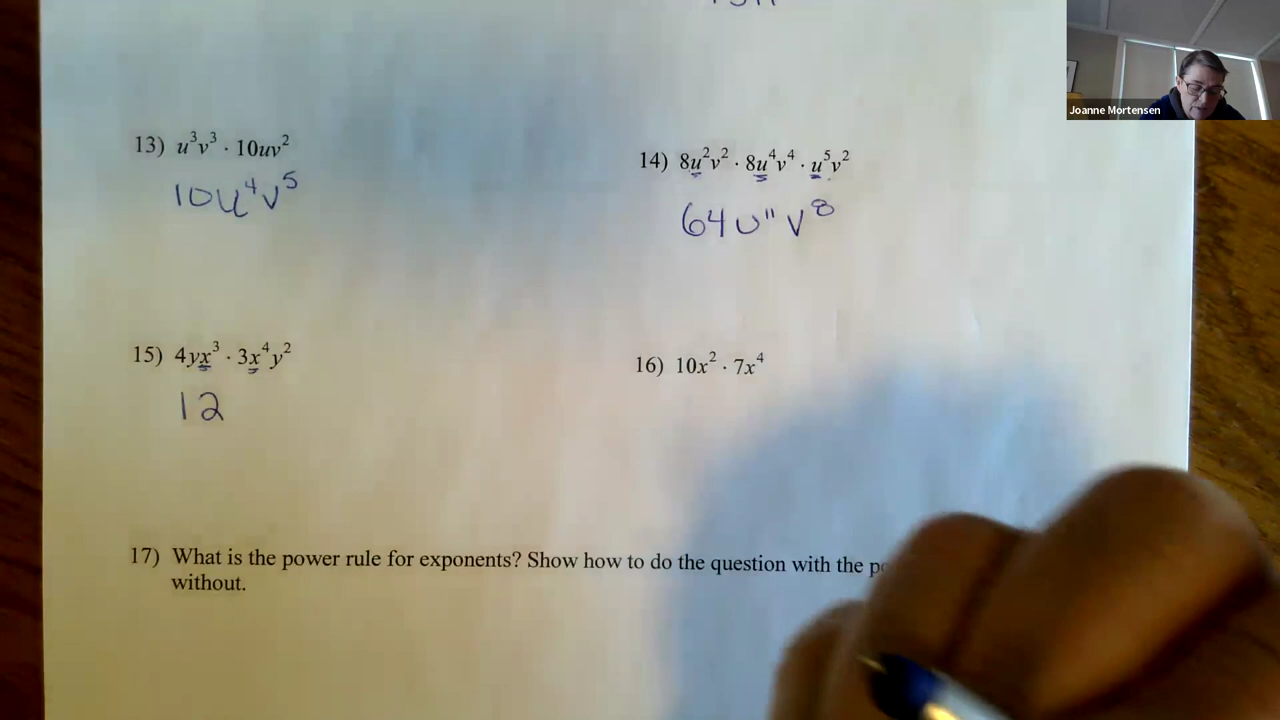 Joanne Mortensen
13) u³v³ · 10uv²
10u⁴v⁵
14) 8u²v² · 8u⁴v⁴ · u⁵v²
64u¹¹v⁸
15) 4yx³ · 3x⁴y²
12
16) 10x² · 7x⁴
17) What is the power rule for exponents? Show how to do the question with the
without.